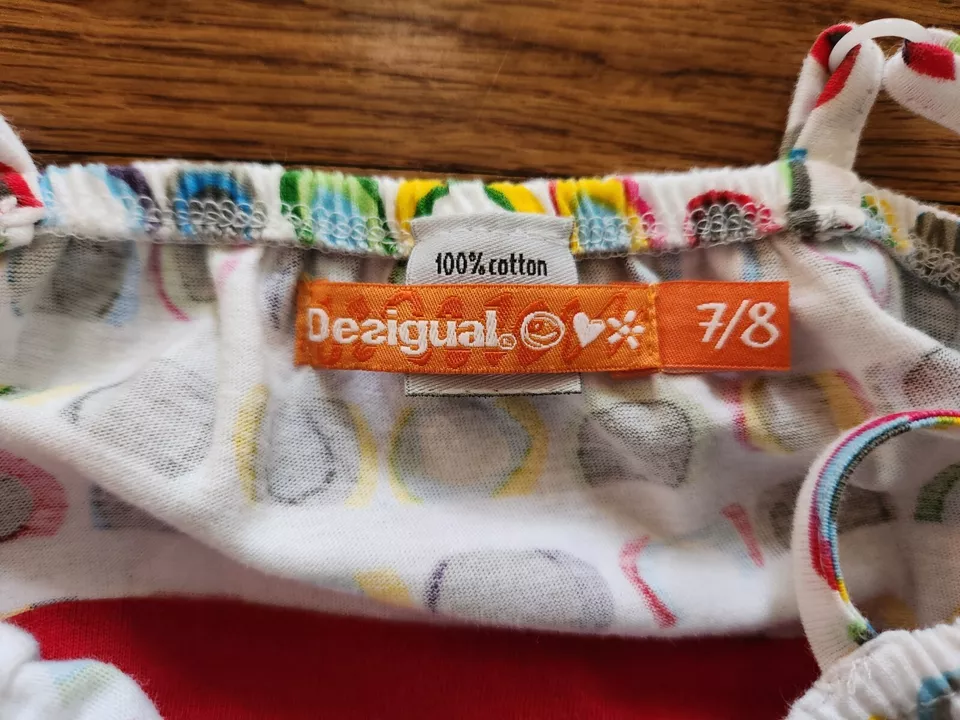 100% cotton
Desigual. 7/8